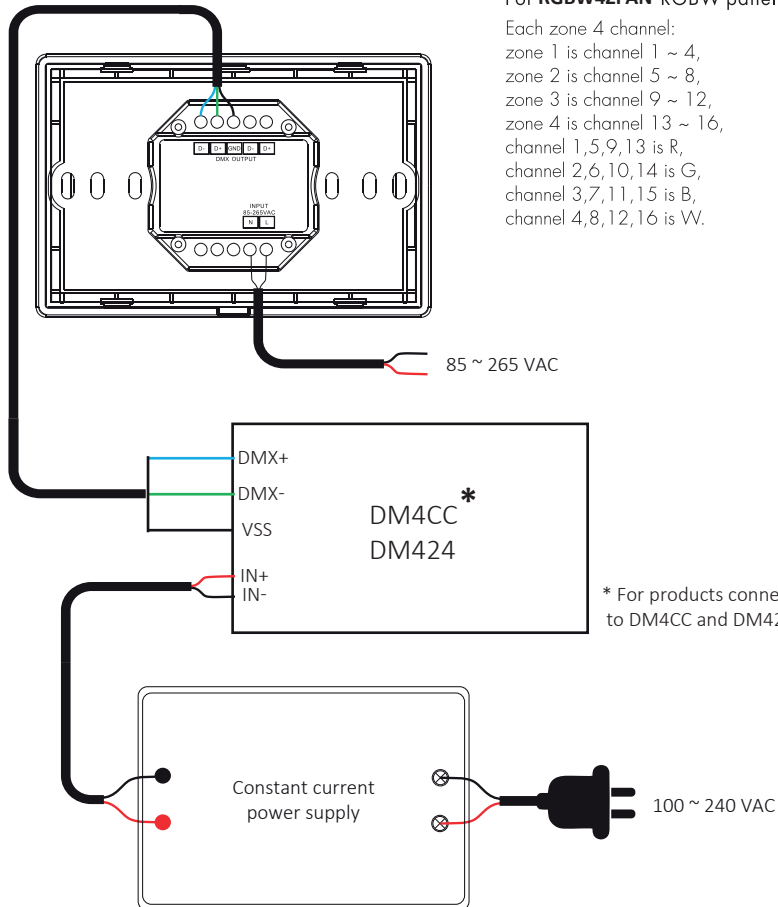 For RGBW4ZPAN RGBW panel
Each zone 4 channel:
zone 1 is channel 1 ~ 4,
zone 2 is channel 5 ~ 8,
zone 3 is channel 9 ~ 12,
zone 4 is channel 13 ~ 16,
channel 1,5,9,13 is R,
channel 2,6,10,14 is G,
channel 3,7,11,15 is B,
channel 4,8,12,16 is W.
D- D+ GND D- D+
DMX OUTPUT
INPUT
85-265VAC
N L
85 ~ 265 VAC
DMX+
DMX-
VSS
IN+
IN-
DM4CC*
DM424
* For products
to DM4CC and
Constant current
power supply
100 ~ 240 VAC